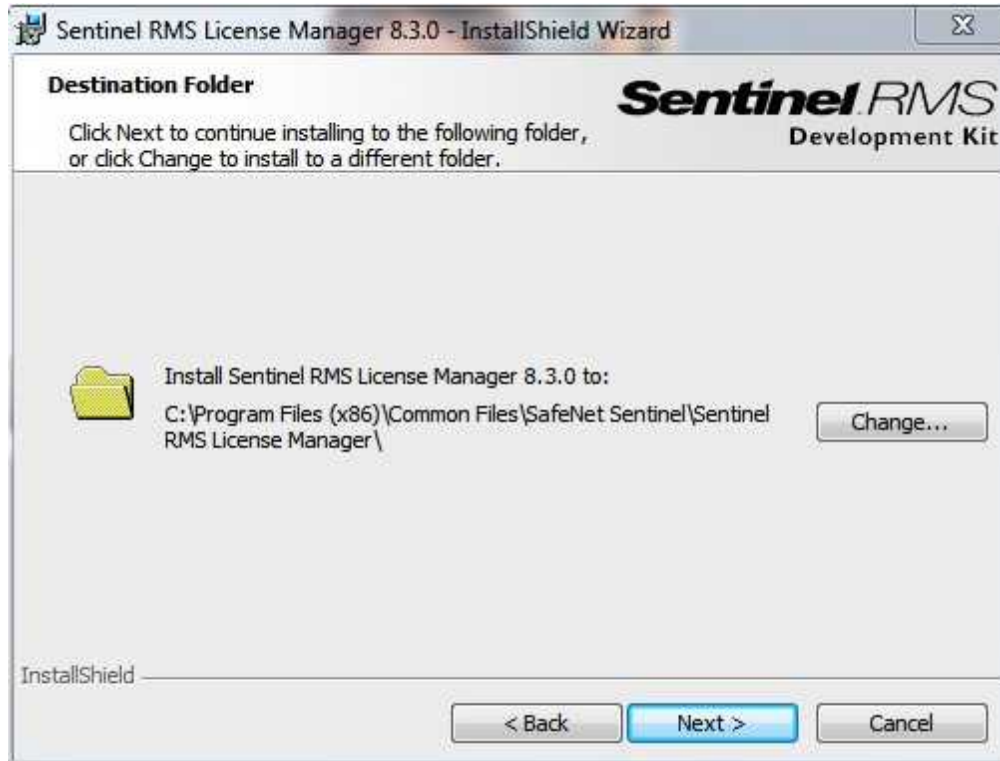 Sentinel RMS License Manager 8.3.0 - InstallShield Wizard
Destination Folder
Click Next to continue installing to the following folder,
or click Change to install to a different folder.
Sentinel RMS
Development Kit
Install Sentinel RMS License Manager 8.3.0 to:
C:\Program Files (x86)\Common Files\SafeNet Sentinel\Sentinel
RMS License Manager\
Change...
InstallShield
< Back
Next >
Cancel